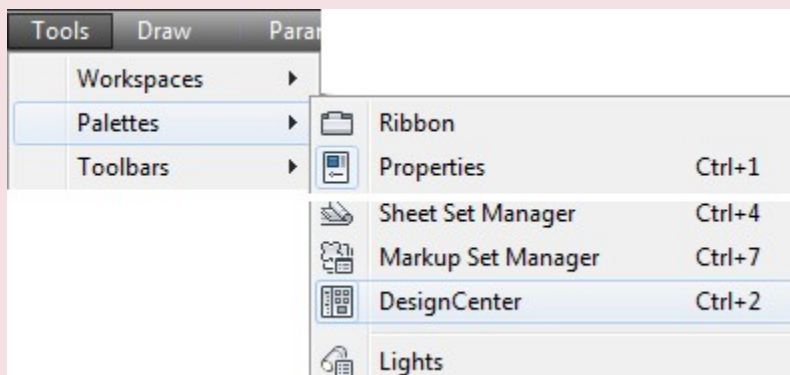 Tools Draw Para
Workspaces
Palettes
Toolbars
Ribbon
Properties Ctrl+1
Sheet Set Manager Ctrl+4
Markup Set Manager Ctrl+7
DesignCenter Ctrl+2
Lights